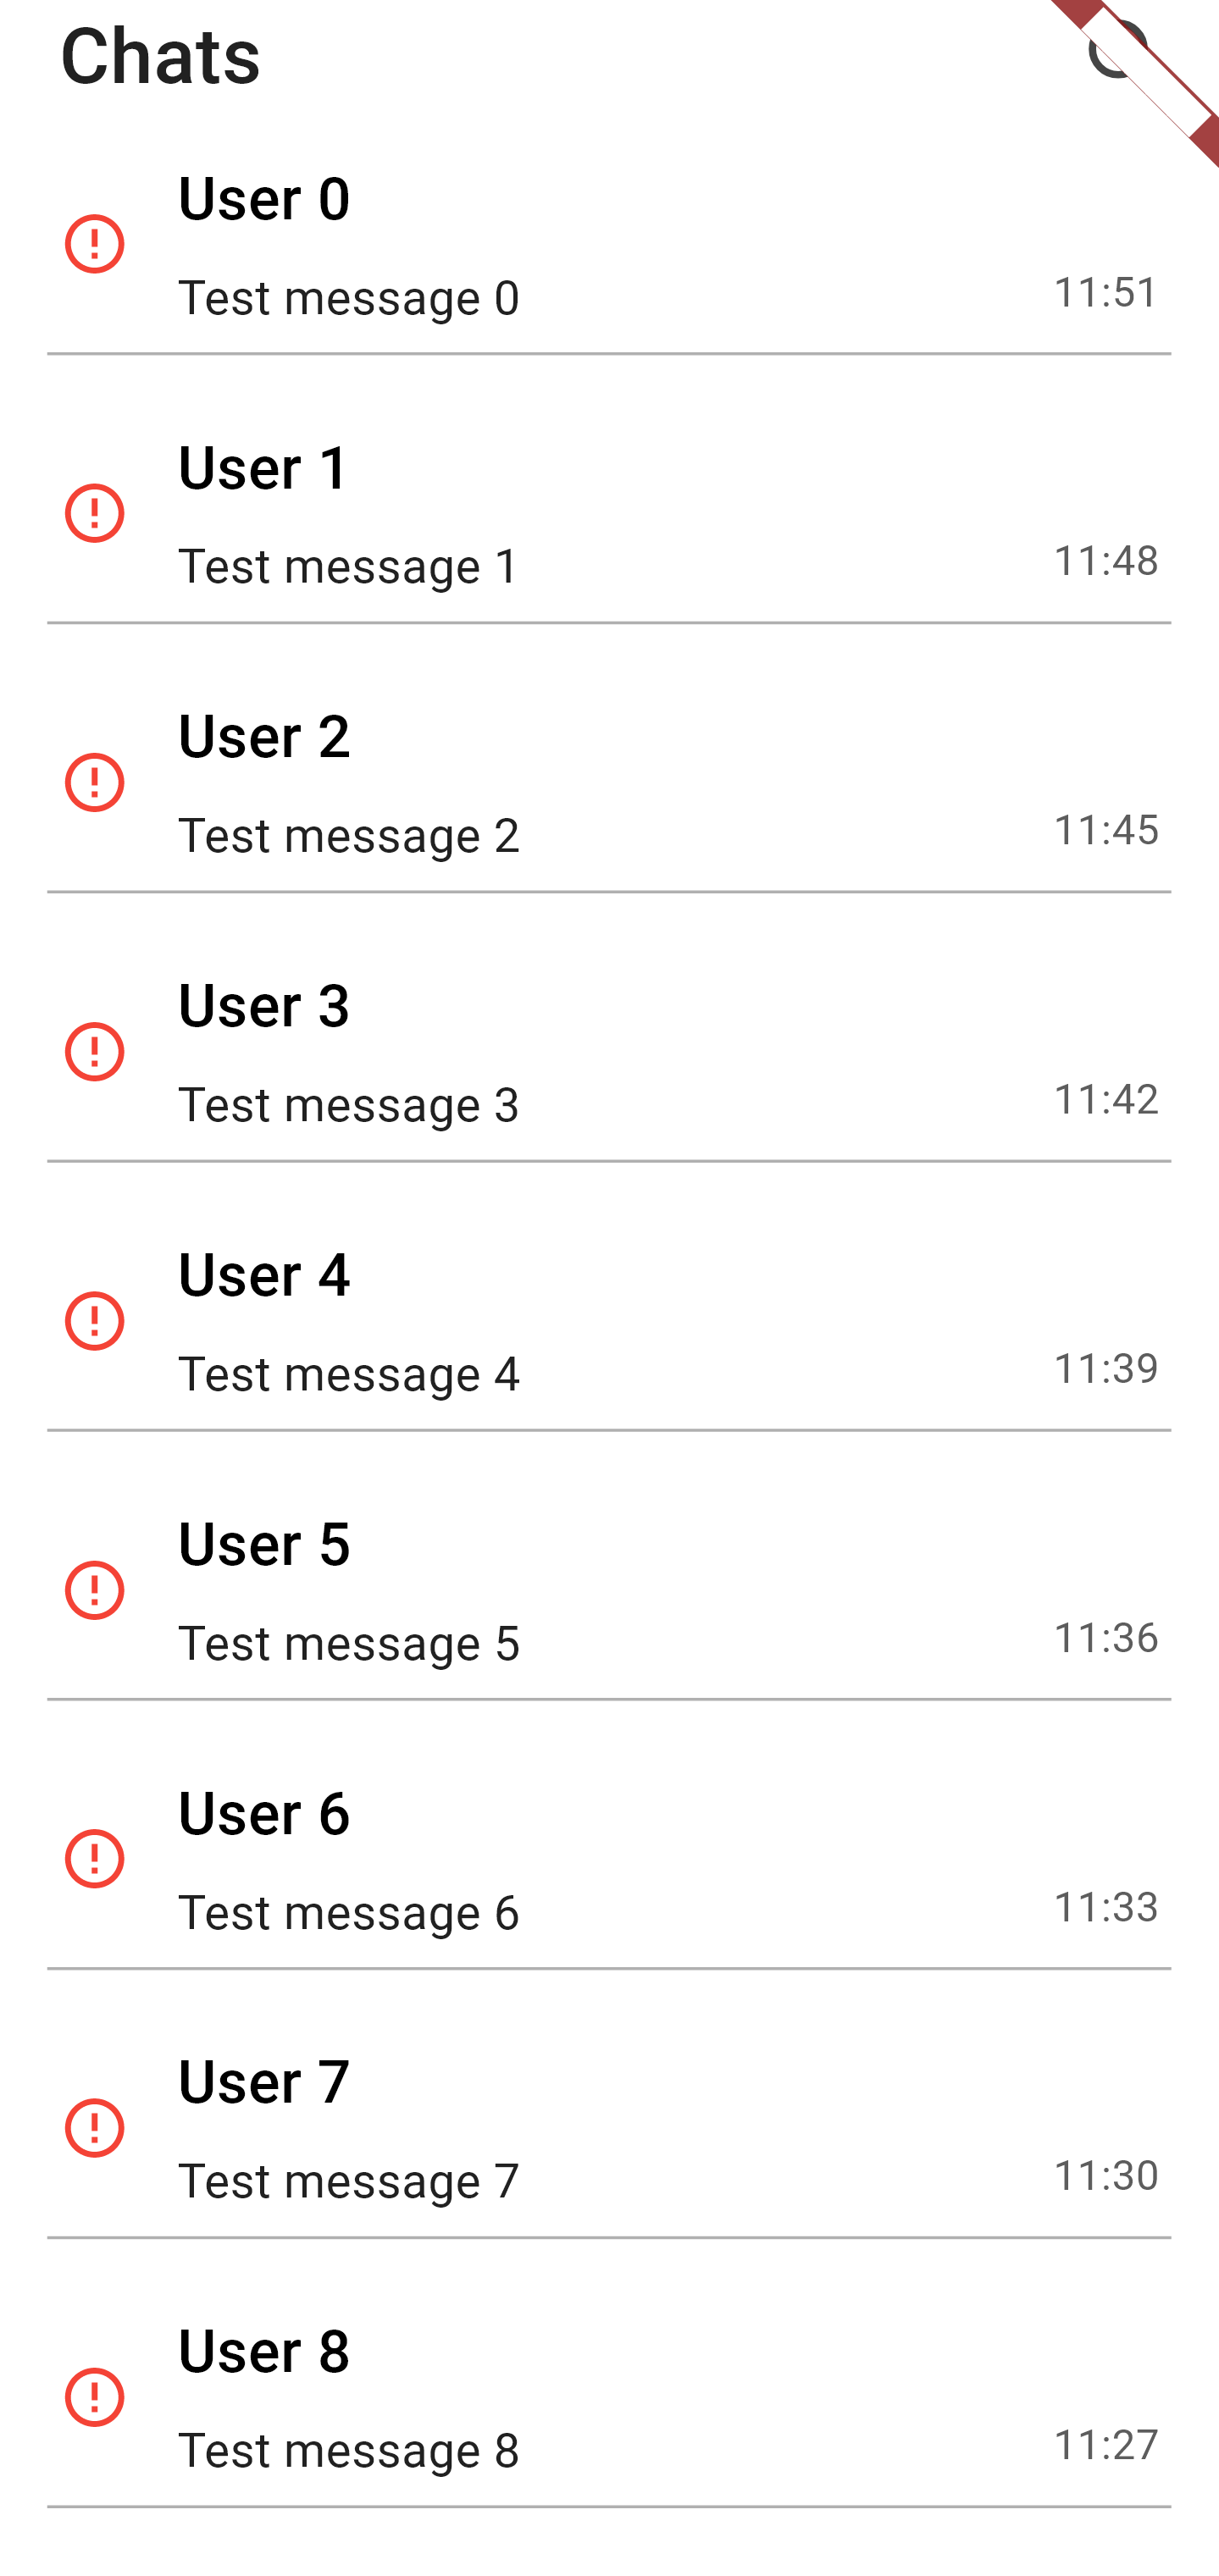 Chats
User 0
Test message 0
11:51
User 1
Test message 1
11:48
User 2
Test message 2
11:45
User 3
Test message 3
11:42
User 4
Test message 4
11:39
User 5
Test message 5
11:36
User 6
Test message 6
11:33
User 7
Test message 7
11:30
User 8
Test message 8
11:27